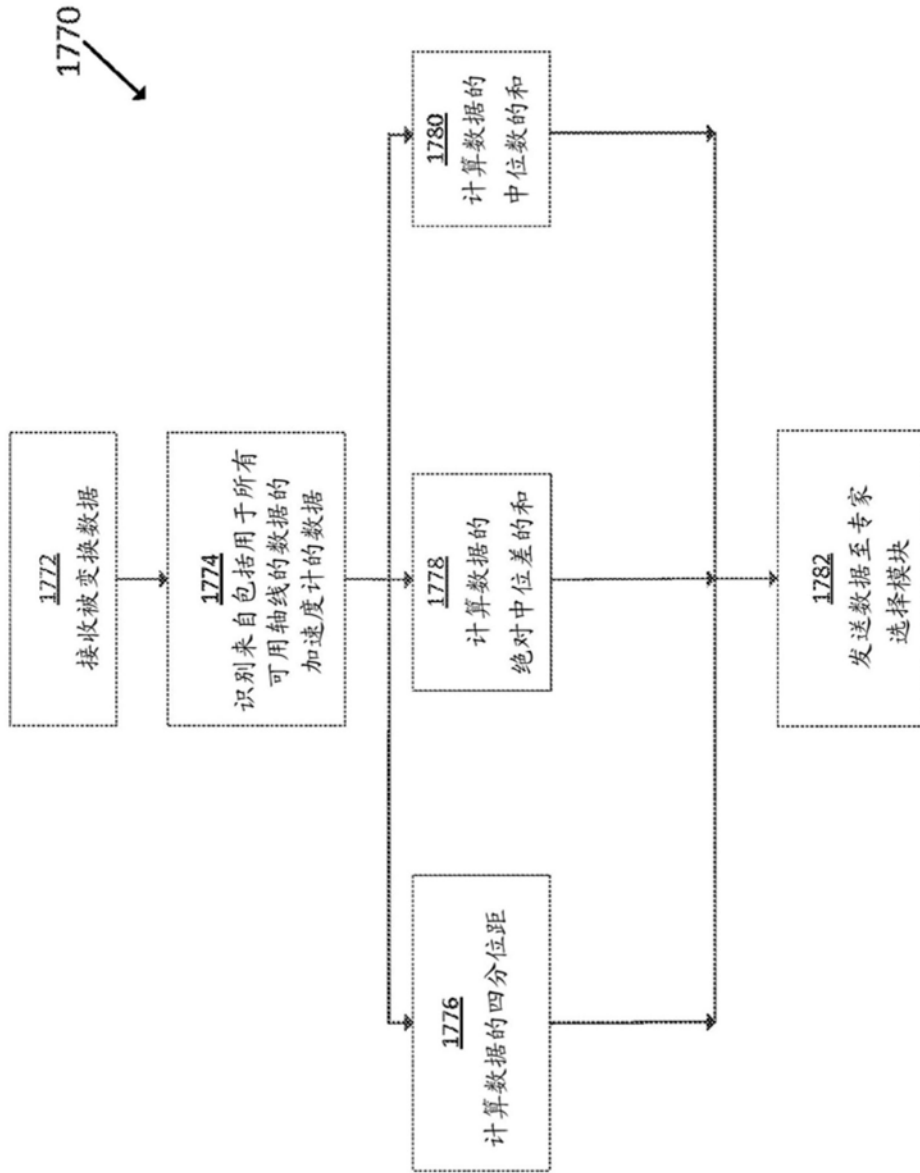 1770
1772
接收被变换数据
1774
识别来自包括用于所有
可用轴线的数据的
加速度计的数据
1776
计算数据的四分位距
1778
计算数据的
绝对中位差的和
1780
计算数据的
中位数的和
1782
发送数据至专家
选择模块